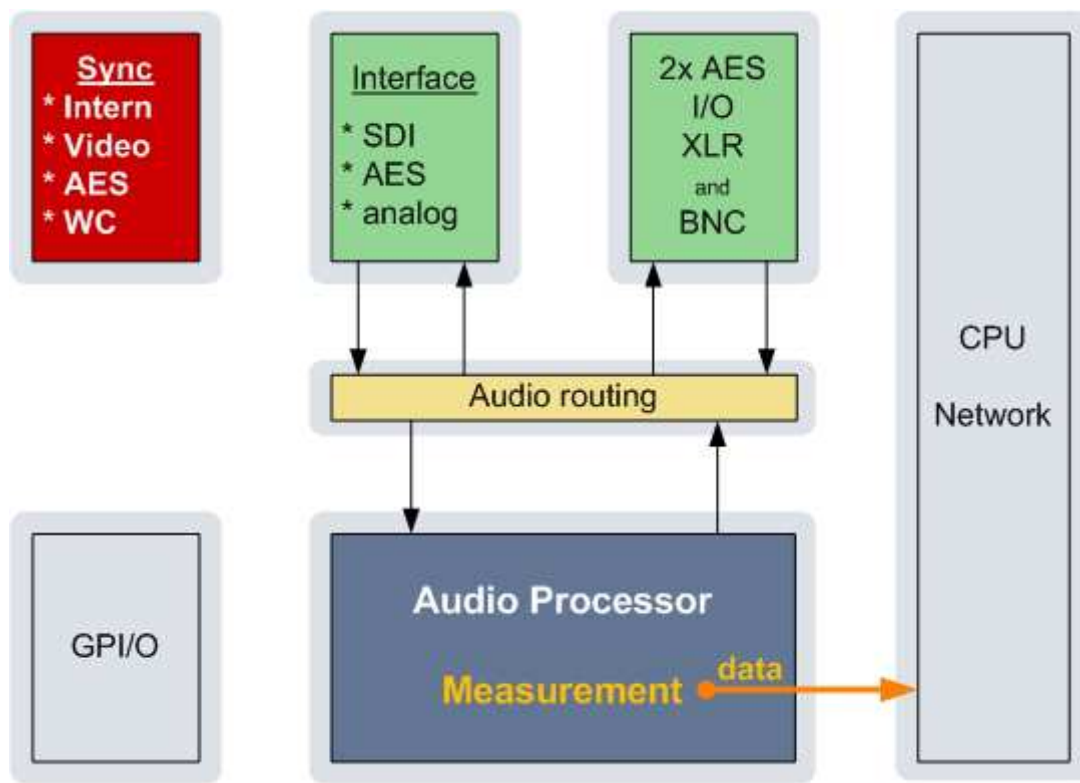 Sync
* Intern
* Video
* AES
* WC
Interface
* SDI
* AES
* analog
2x AES
I/O
XLR
and
BNC
CPU
Network
Audio routing
GPI/O
Audio Processor
Measurement
data